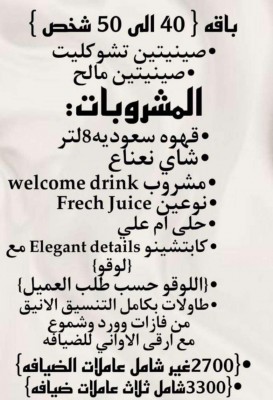 باقه { 40 الى 50 شخص }
•صينيتين تشوكليت
•صينيتين مالح
المشروبات:
•قهوه سعوديه8لتر
•شاي نعناع
•مشروب welcome drink
•نوعين Frech Juice
•حلى ام علي
•كابتشينو Elegant details مع
{لوقو}
•{اللوقو حسب طلب العميل}
•طاولات بكامل التنسيق الانيق
من فازات وورد وشموع
مع ارقى الاواني للضيافه
•{2700غير شامل عاملات الضيافه}
•{3300شامل ثلاث عاملات ضيافه}